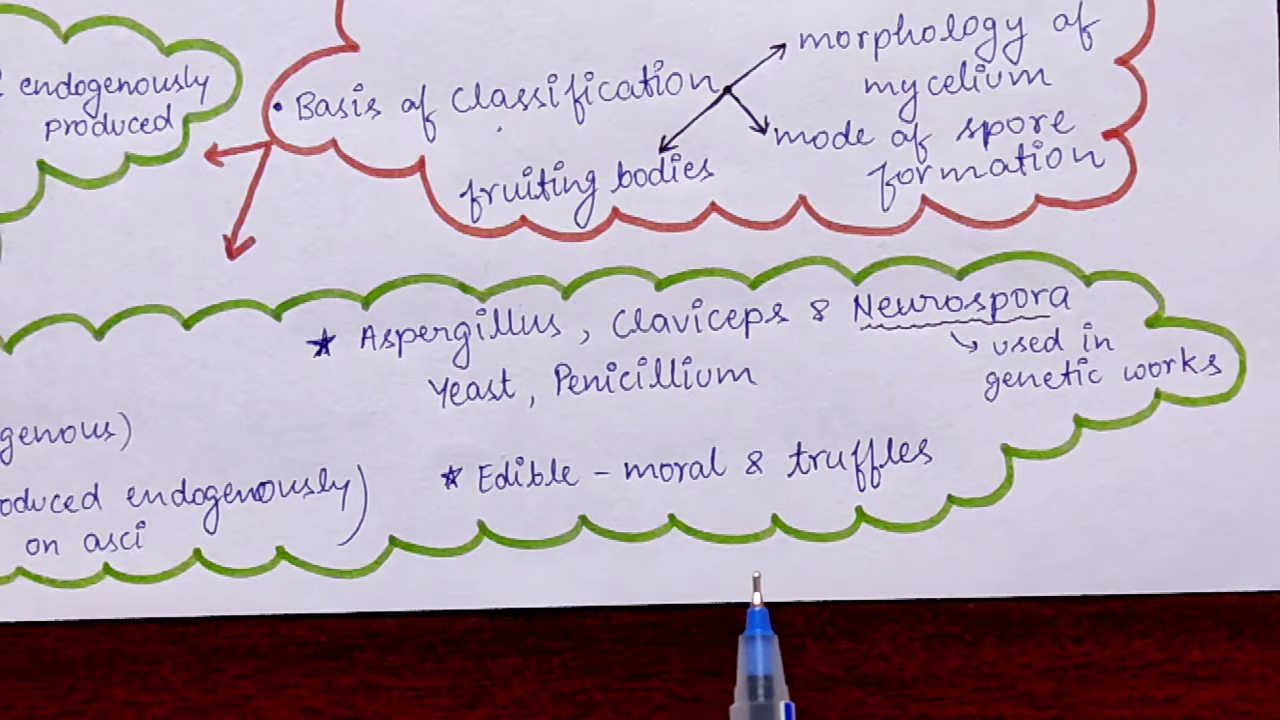 endogenously
produced
• Basis of classification
morphology of
mycelium
mode of spore
formation
fruiting bodies
★ Aspergillus, Claviceps & Neurospora
↳ used in
genetic works
Yeast, Penicillium
genous)
★ Edible - moral & truffles
oduced endogenously)
on asci